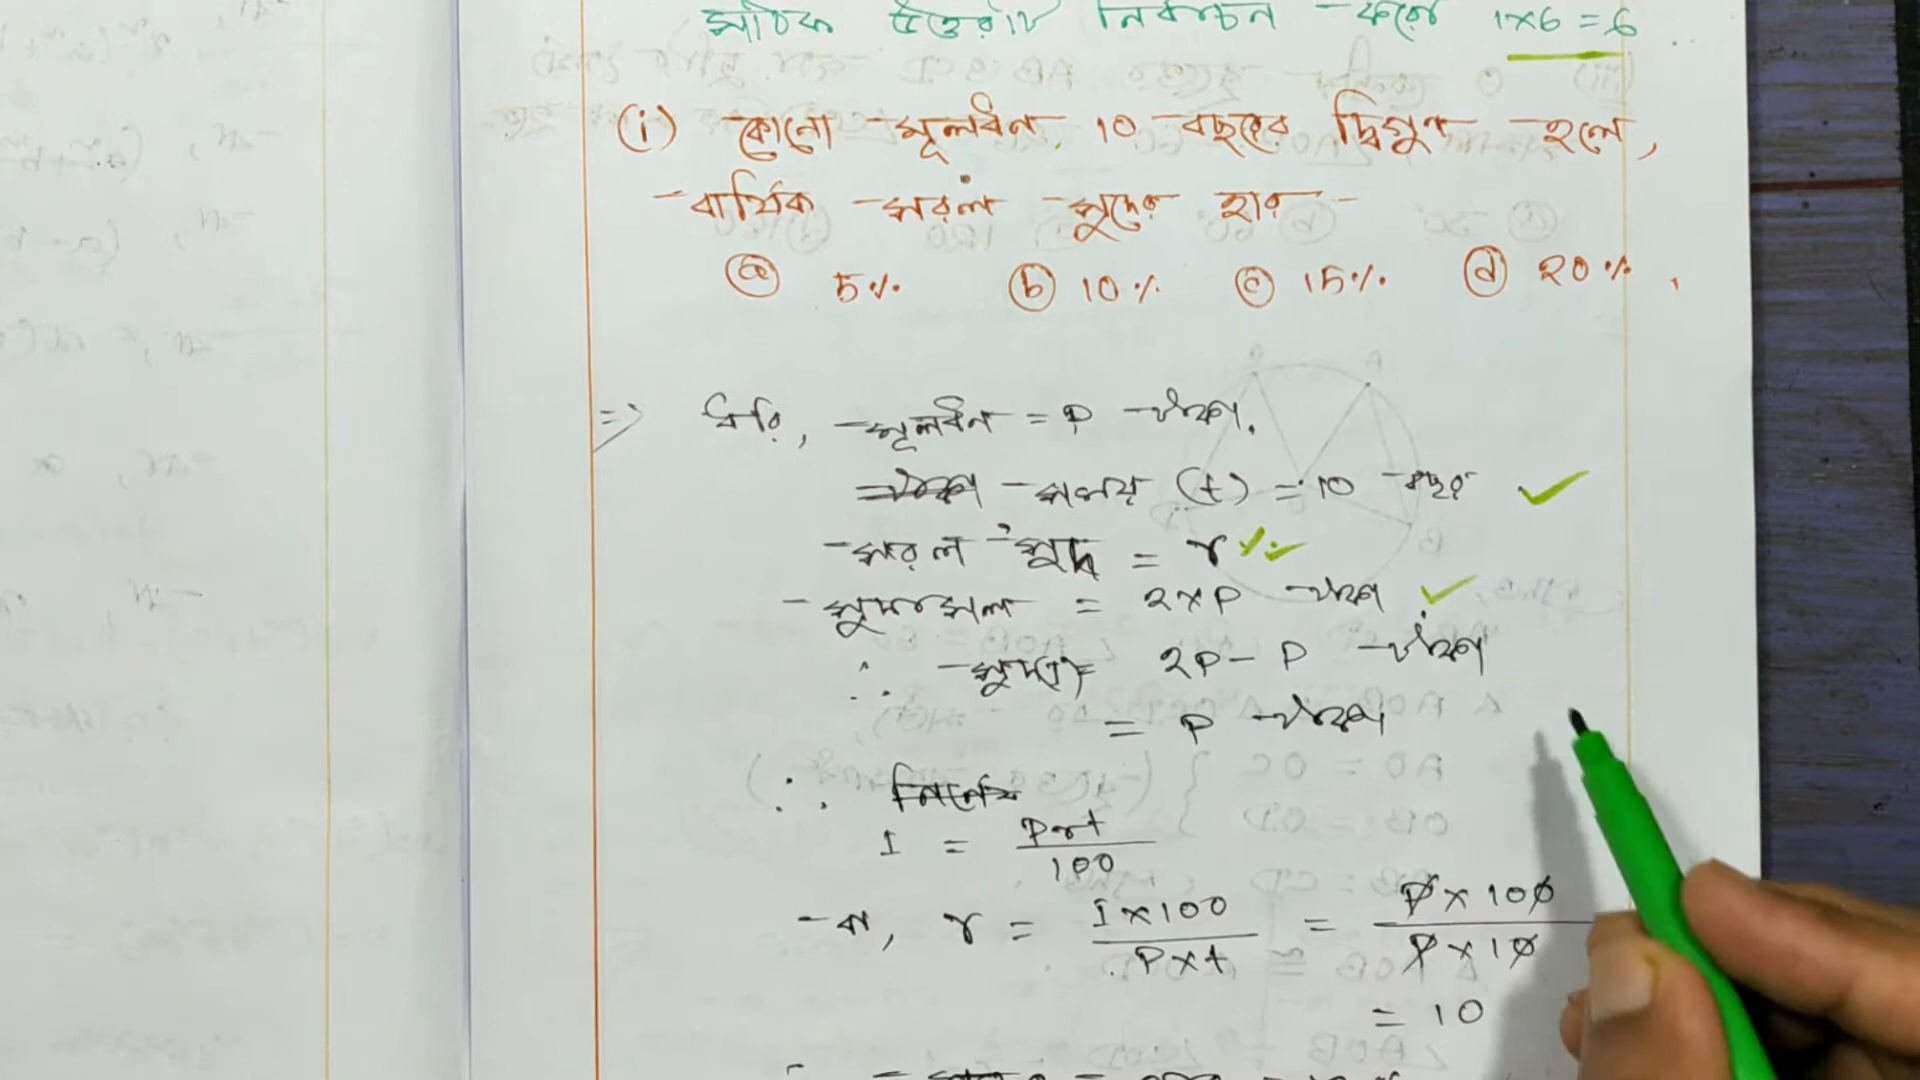 সঠিক উত্তরটি নির্বাচন করো 1×6=6
(i) কোনো মূলধন 10 বছরের দ্বিগুণ হলে,
বার্ষিক সরল সুদের হার -
ⓐ 5% ⓑ 10% ⓒ 15% ⓓ 20%
=> ধরি, মূলধন = P টাকা.
সময় (t) = 10 বছর
সরল সুদ = r%
সুদাসল = 2×P টাকা
∴ সুদ = 2P - P টাকা
= P টাকা
∴ নির্ণেয়
I = Prt/100
বা, r = I×100/P×t = P×100/P×10
= 10